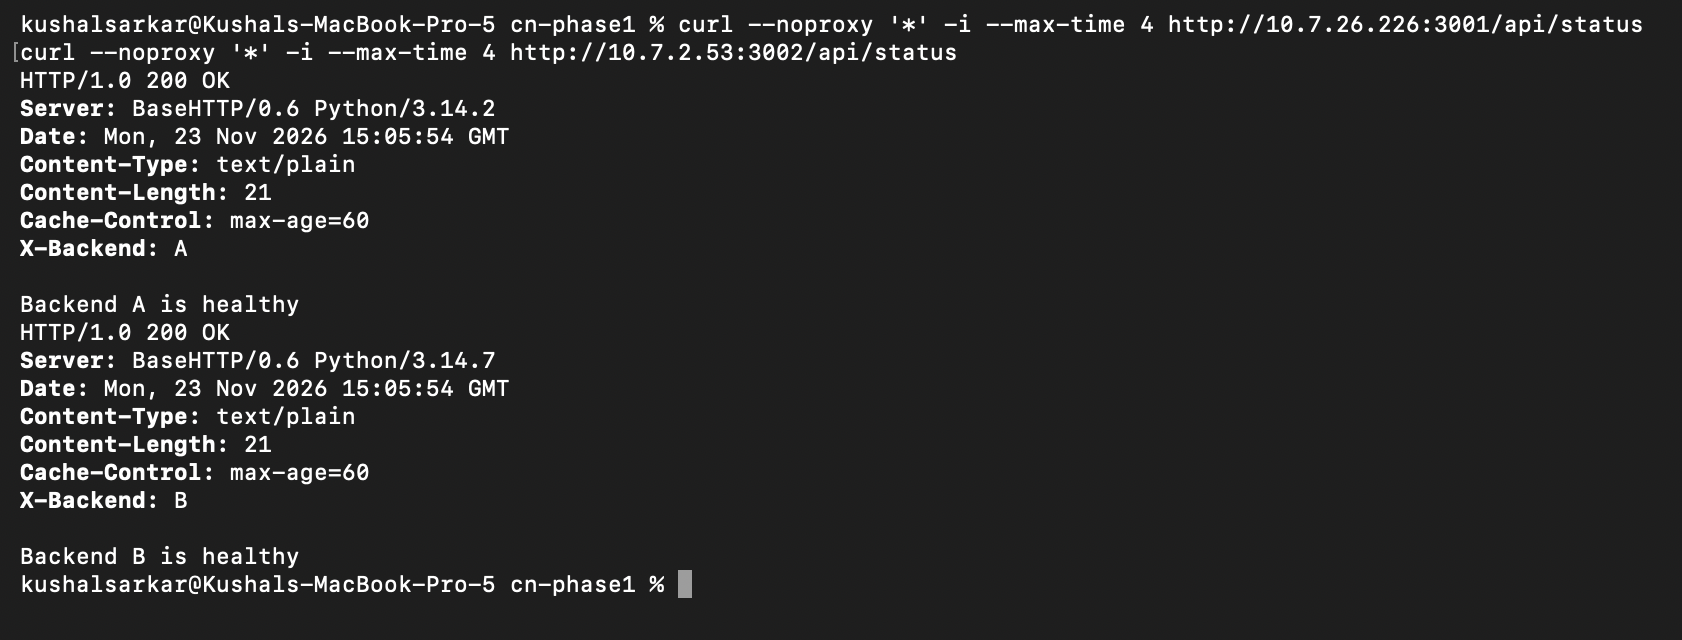 kushalsarkar@Kushals-MacBook-Pro-5 cn-phase1 % curl --noproxy '*' -i --max-time 4 http://10.7.26.226:3001/api/status
[curl --noproxy '*' -i --max-time 4 http://10.7.2.53:3002/api/status
HTTP/1.0 200 OK
Server: BaseHTTP/0.6 Python/3.14.2
Date: Mon, 23 Nov 2026 15:05:54 GMT
Content-Type: text/plain
Content-Length: 21
Cache-Control: max-age=60
X-Backend: A

Backend A is healthy
HTTP/1.0 200 OK
Server: BaseHTTP/0.6 Python/3.14.7
Date: Mon, 23 Nov 2026 15:05:54 GMT
Content-Type: text/plain
Content-Length: 21
Cache-Control: max-age=60
X-Backend: B

Backend B is healthy
kushalsarkar@Kushals-MacBook-Pro-5 cn-phase1 %